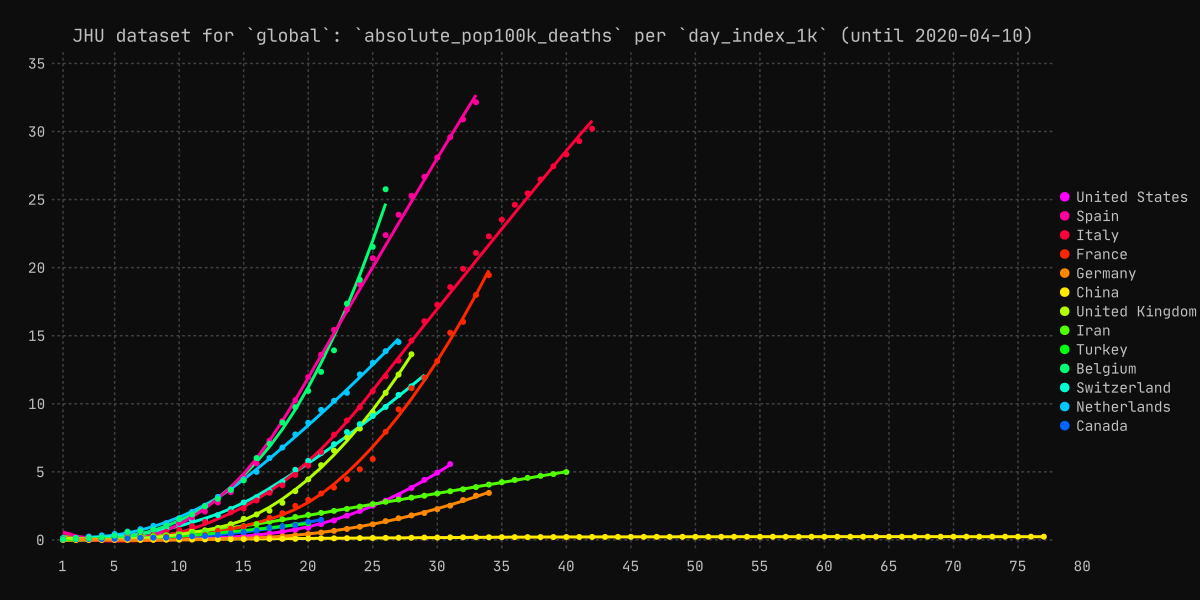 JHU dataset for `global`: `absolute_pop100k_deaths` per `day_index_1k` (until 2020-04-10)
35
30
25
20
15
10
5
0
1 5 10 15 20 25 30 35 40 45 50 55 60 65 70 75 80
United States
Spain
Italy
France
Germany
China
United Kingdom
Iran
Turkey
Belgium
Switzerland
Netherlands
Canada